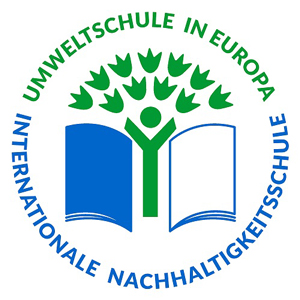 UMWELTSCHULE IN EUROPA
INTERNATIONALE NACHHALTIGKEITSSCHULE